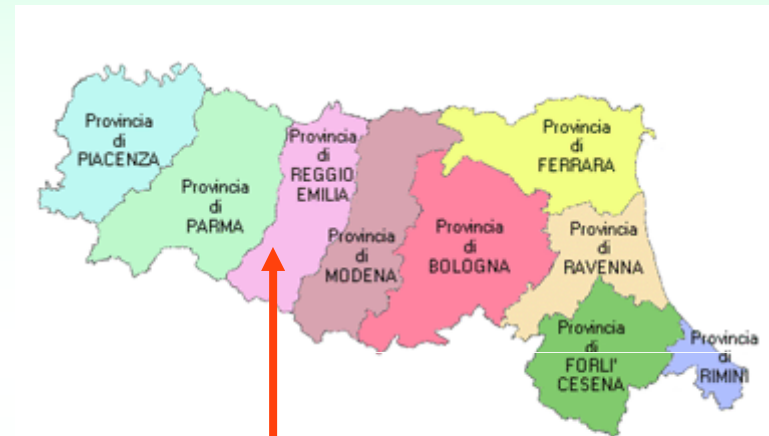 Provincia
di
PIACENZA
Provincia
di
PARMA
Provincia
di
REGGIO
EMILIA
Provincia
di
MODENA
Provincia
di
BOLOGNA
Provincia
di
FERRARA
Provincia
di
RAVENNA
Provincia
di
FORLI'
CESENA
Provincia
di
RIMINI